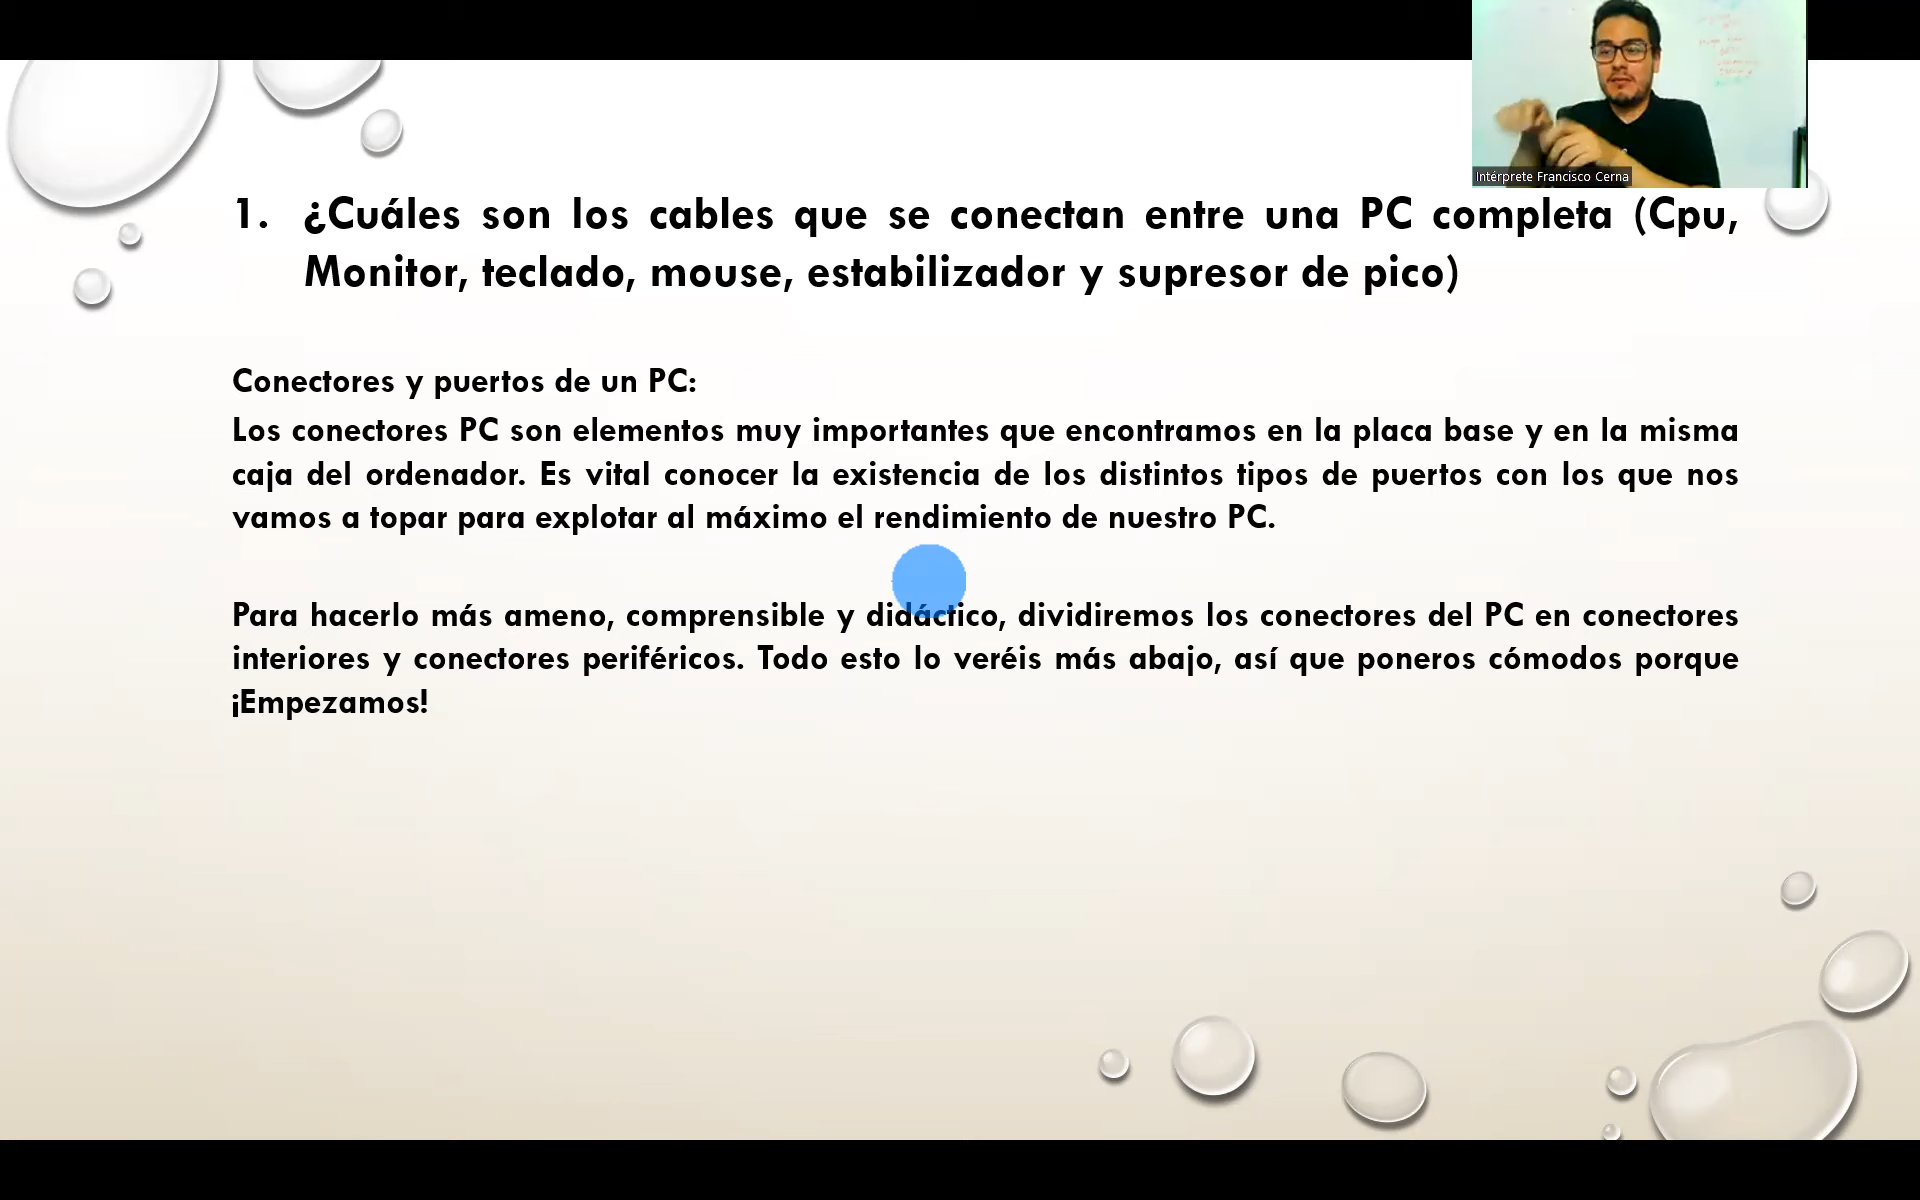 Intérprete Francisco Cerna
1. ¿Cuáles son los cables que se conectan entre una PC completa (Cpu,
Monitor, teclado, mouse, estabilizador y supresor de pico)
Conectores y puertos de un PC:
Los conectores PC son elementos muy importantes que encontramos en la placa base y en la misma
caja del ordenador. Es vital conocer la existencia de los distintos tipos de puertos con los que nos
vamos a topar para explotar al máximo el rendimiento de nuestro PC.
Para hacerlo más ameno, comprensible y didáctico, dividiremos los conectores del PC en conectores
interiores y conectores periféricos. Todo esto lo veréis más abajo, así que poneros cómodos porque
¡Empezamos!